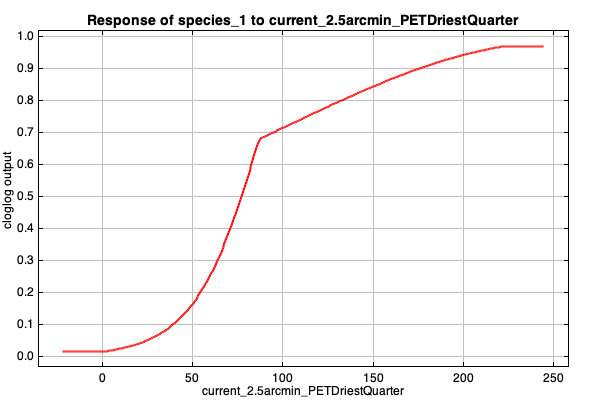 Response of species_1 to current_2.5arcmin_PETDriestQuarter
1.0
0.9
0.8
0.7
0.6
0.5
0.4
0.3
0.2
0.1
0.0
cloglog output
0 50 100 150 200 250
current_2.5arcmin_PETDriestQuarter